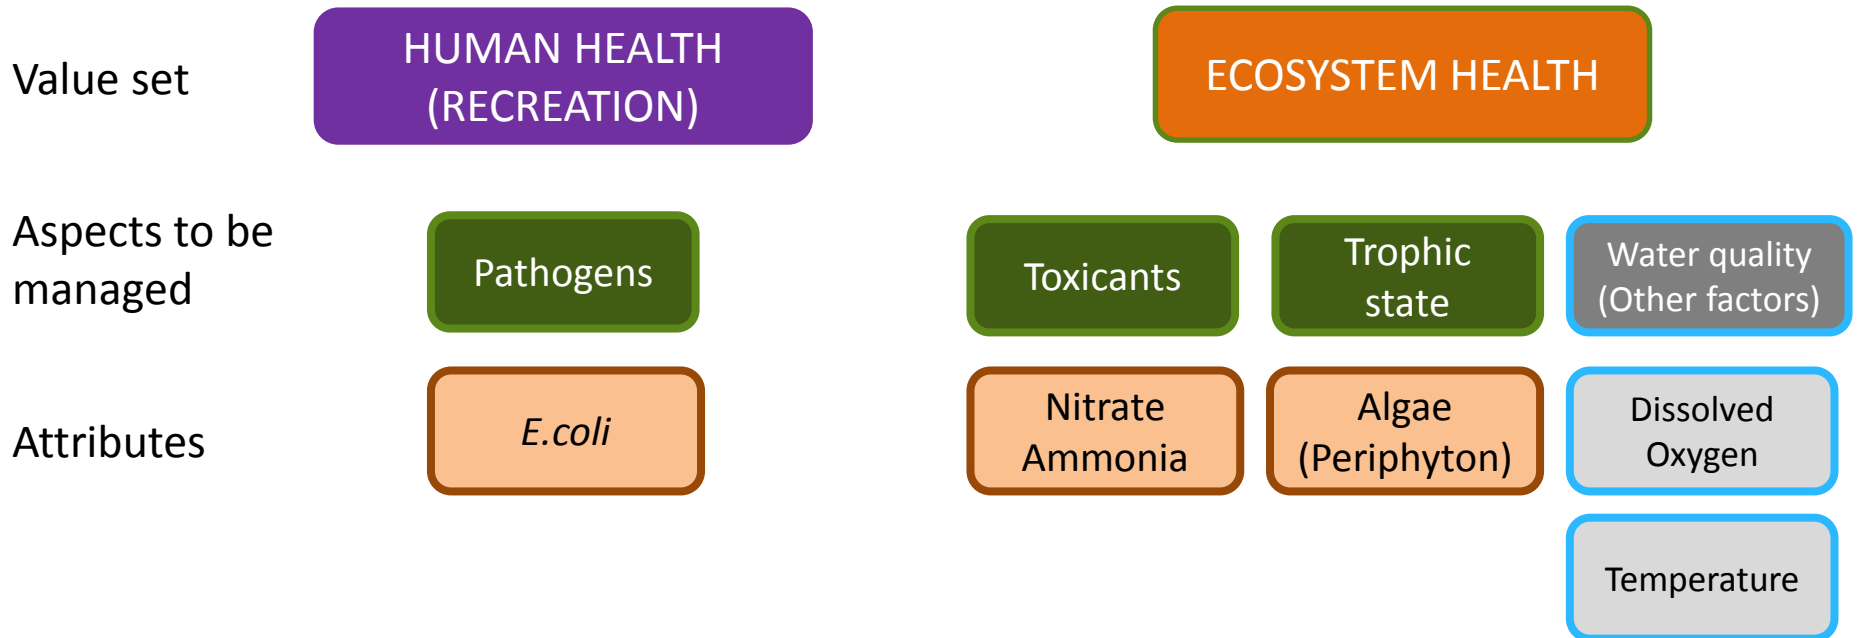 Value set
HUMAN HEALTH
(RECREATION)
ECOSYSTEM HEALTH
Aspects to be
managed
Pathogens
Toxicants
Trophic
state
Water quality
(Other factors)
Attributes
E.coli
Nitrate
Ammonia
Algae
(Periphyton)
Dissolved
Oxygen
Temperature